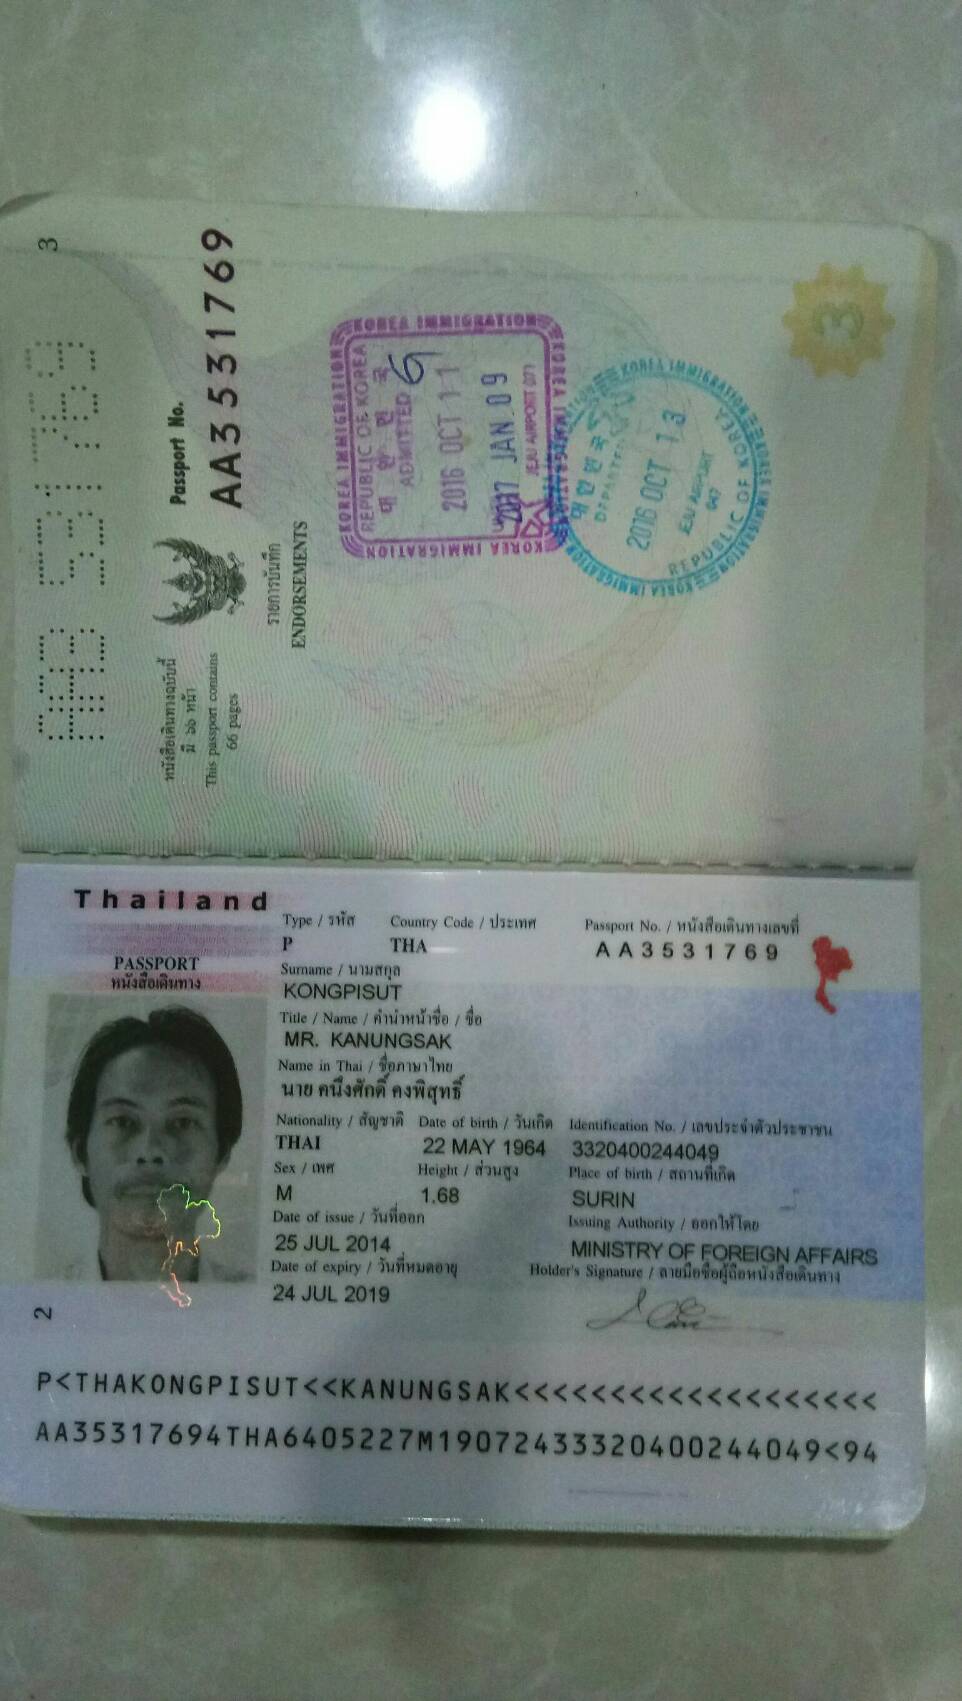 3
AA3531769
Passport No.
AA3531769
หนังสือเดินทางฉบับนี้
มี ๖๖ หน้า
This passport contains
66 pages
รายการบันทึก
ENDORSEMENTS
KOREA IMMIGRATION
REPUBLIC OF KOREA
대한민국
ADMITTED
2016 OCT 11
2017 JAN 09
JEJU AIRPORT (07)
KOREA IMMIGRATION
대한민국
DEPARTED
2016 OCT 13
JEJU AIRPORT
REPUBLIC OF KOREA
3
Thailand
PASSPORT
หนังสือเดินทาง
Type / รหัส Country Code / ประเทศ Passport No. / หนังสือเดินทางเลขที่
P THA AA3531769
Surname / นามสกุล
KONGPISUT
Title / Name / คำนำหน้าชื่อ / ชื่อ
MR. KANUNGSAK
Name in Thai / ชื่อภาษาไทย
นาย คนึงศักดิ์ คงพิสุทธิ์
Nationality / สัญชาติ Date of birth / วันเกิด Identification No. / เลขประจำตัวประชาชน
THAI 22 MAY 1964 3320400244049
Sex / เพศ Height / ส่วนสูง Place of birth / สถานที่เกิด
M 1.68 SURIN
Date of issue / วันที่ออก Issuing Authority / ออกให้โดย
25 JUL 2014 MINISTRY OF FOREIGN AFFAIRS
Date of expiry / วันที่หมดอายุ Holder's Signature / ลายมือชื่อผู้ถือหนังสือเดินทาง
24 JUL 2019
2
P<THAKONGPISUT<<KANUNGSAK<<<<<<<<<<<<<<<<<<<
AA35317694THA6405227M19072433320400244049<94